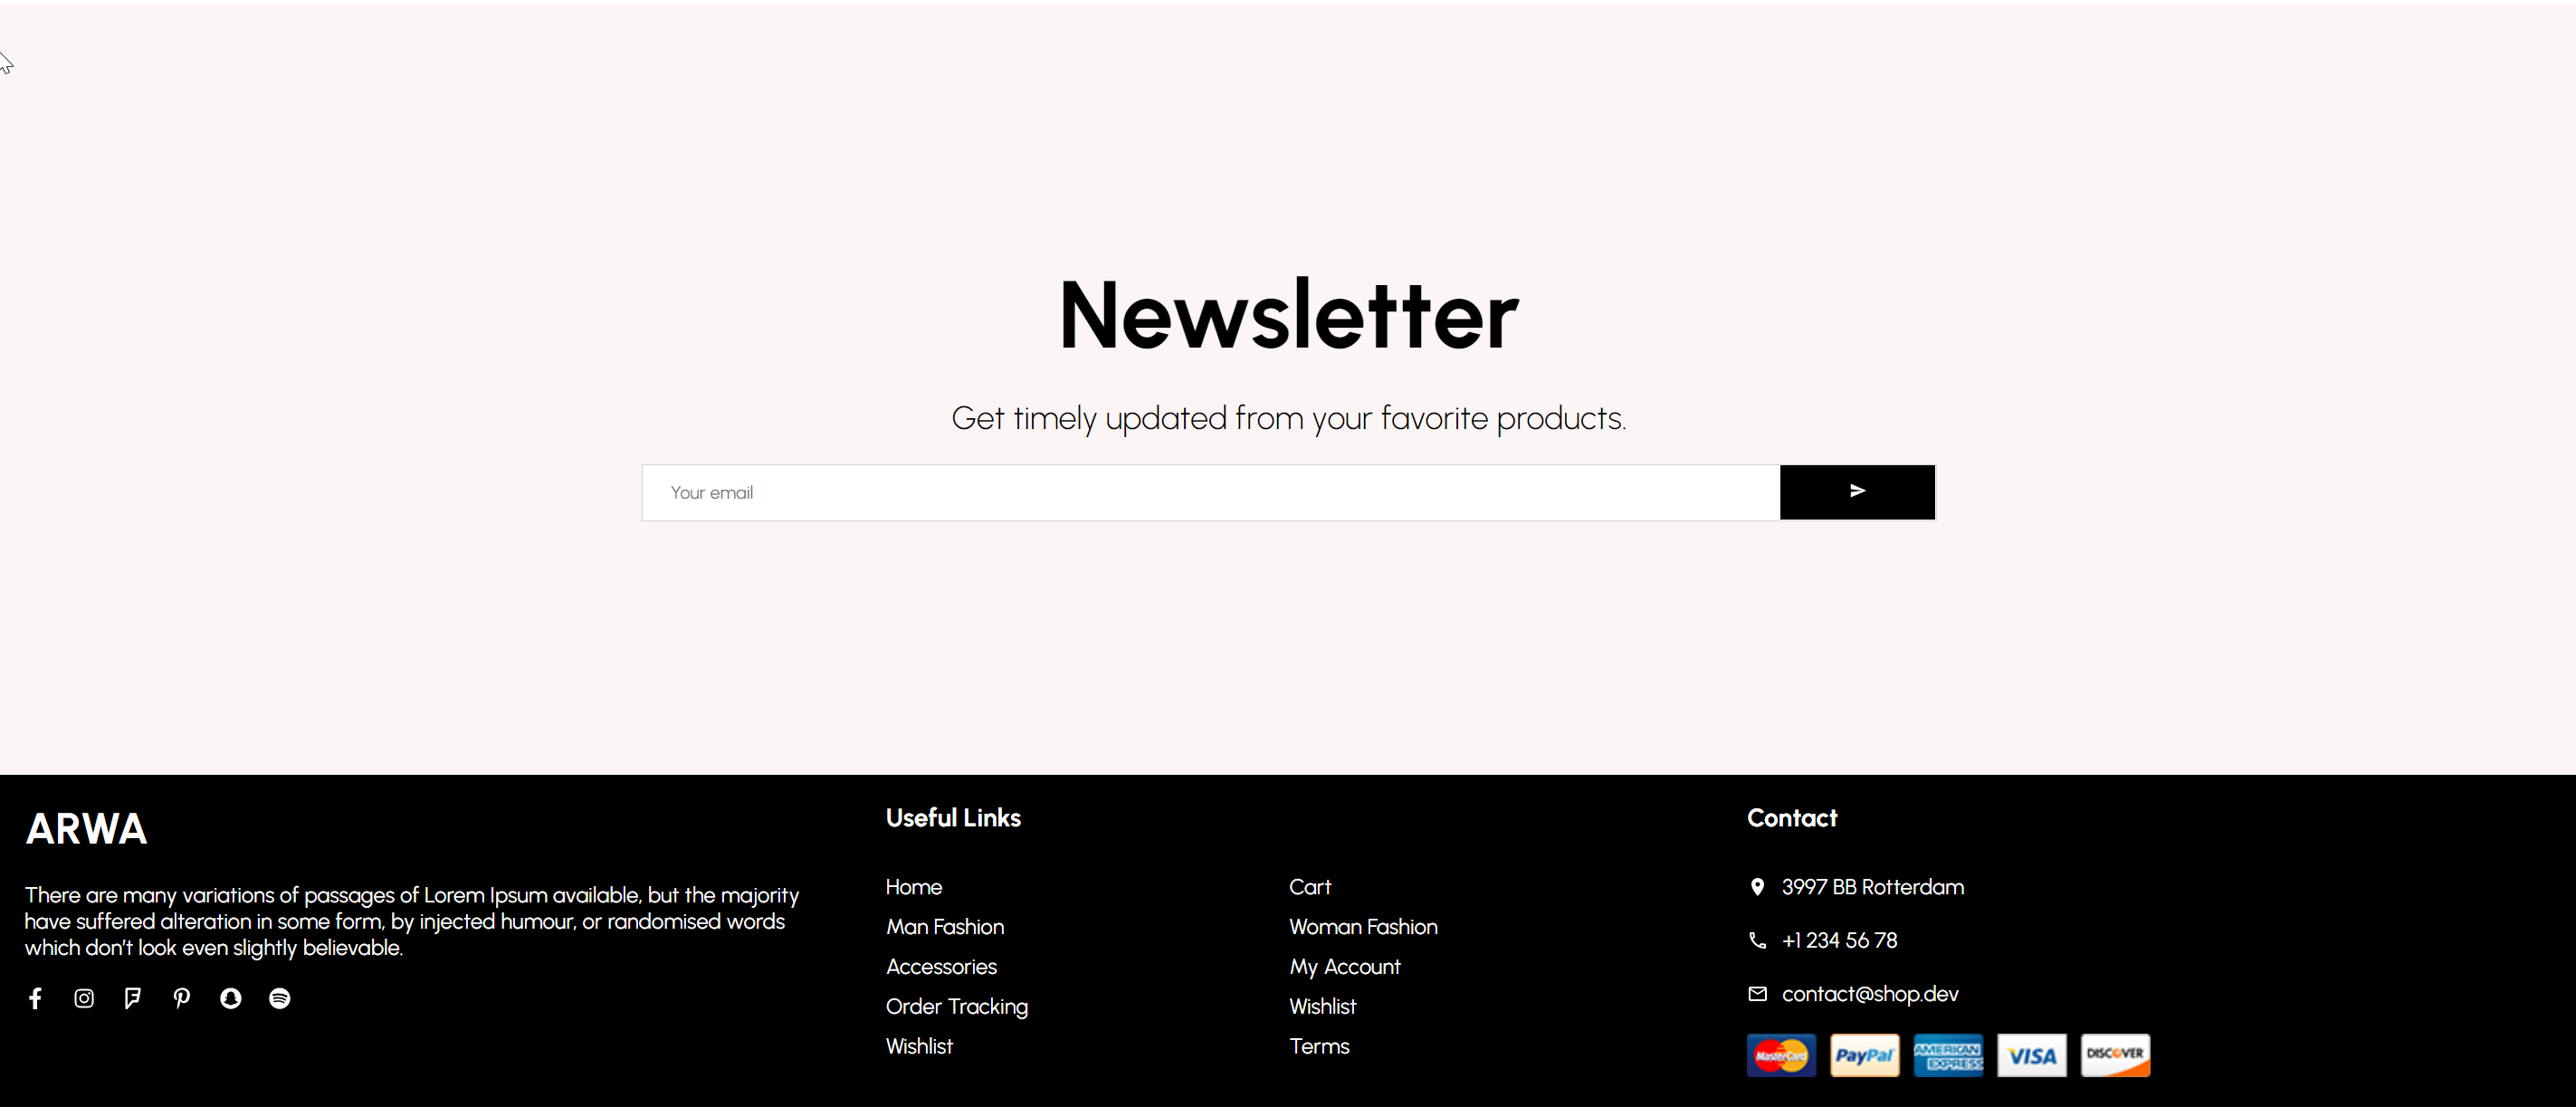 Newsletter
Get timely updated from your favorite products.
Your email
ARWA
There are many variations of passages of Lorem Ipsum available, but the majority
have suffered alteration in some form, by injected humour, or randomised words
which don't look even slightly believable.
Useful Links
Home
Man Fashion
Accessories
Order Tracking
Wishlist
Cart
Woman Fashion
My Account
Wishlist
Terms
Contact
3997 BB Rotterdam
+1 234 56 78
contact@shop.dev
MasterCard PayPal AMERICAN EXPRESS VISA DISCOVER